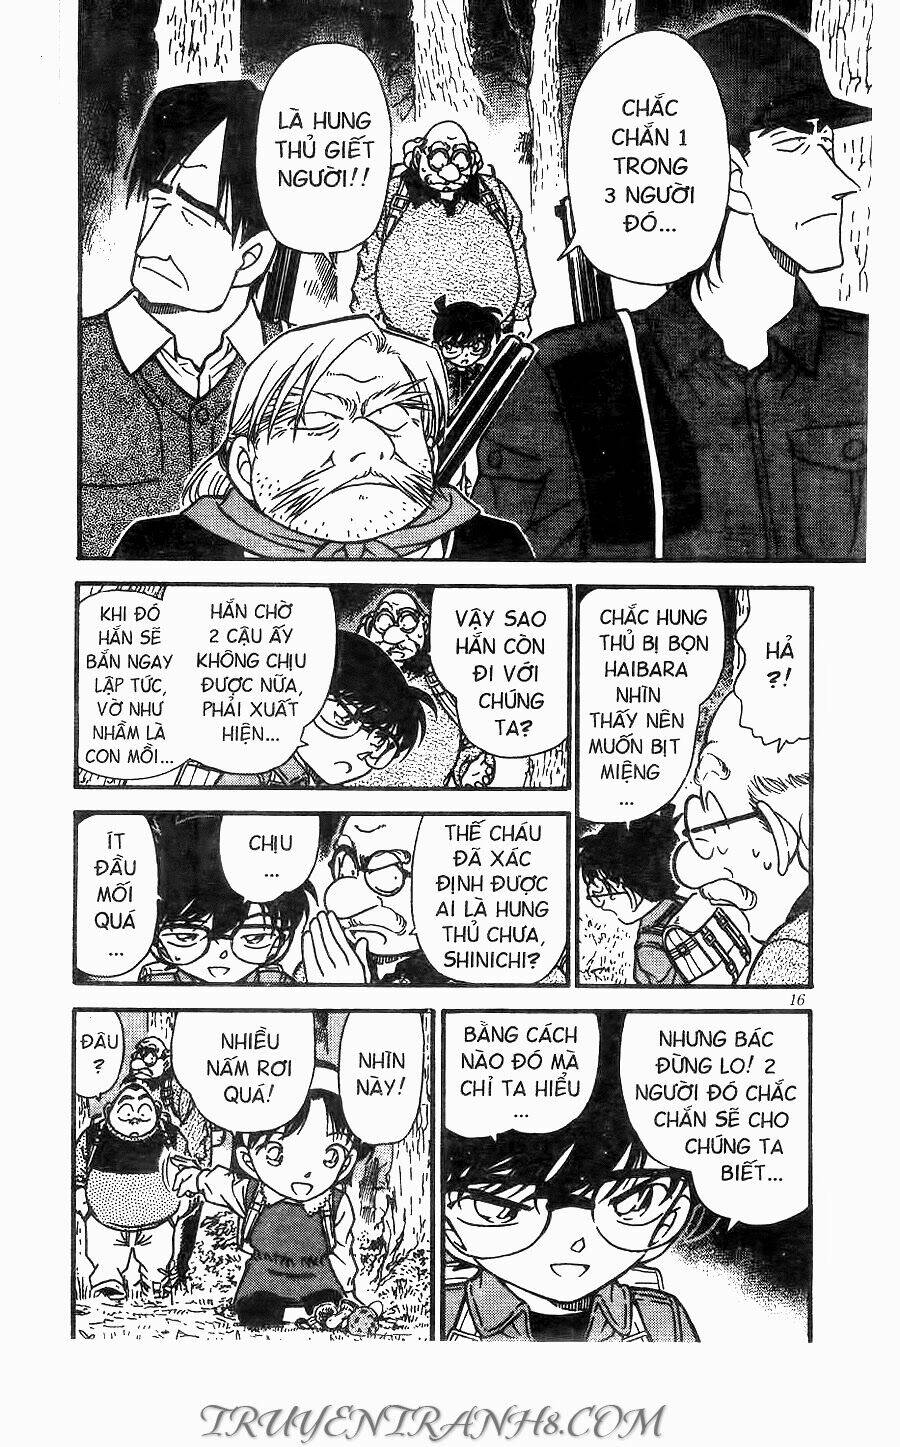 CHẮC
CHẮN 1
TRONG
3 NGƯỜI
ĐÓ...
LÀ HUNG
THỦ GIẾT
NGƯỜI!!
HẢ
?!
CHẮC HUNG
THỦ BỊ BỌN
HAIBARA
NHÌN
THẤY NÊN
MUỐN BỊT
MIỆNG
...
VẬY SAO
HẮN CÒN
ĐI VỚI
CHÚNG
TA?
HẮN CHỜ
2 CẬU ẤY
KHÔNG CHỊU
ĐƯỢC NỮA,
PHẢI XUẤT
HIỆN...
KHI ĐÓ
HẮN SẼ
BẮN NGAY
LẬP TỨC,
VỜ NHƯ
NHẦM LÀ
CON MỒI...
THẾ CHÁU
ĐÃ XÁC
ĐỊNH ĐƯỢC
AI LÀ HUNG
THỦ CHƯA,
SHINICHI?
CHỊU
...
ÍT
ĐẦU
MỐI
QUÁ
...
16
NHƯNG BÁC
ĐỪNG LO! 2
NGƯỜI ĐÓ CHẮC
CHẮN SẼ CHO
CHÚNG TA
BIẾT...
BẰNG CÁCH
NÀO ĐÓ MÀ
CHỈ TA HIỂU
...
NHÌN
NÀY!
NHIỀU
NẤM RƠI
QUÁ!
ĐÂU
?
TRUYENTRANH8.COM